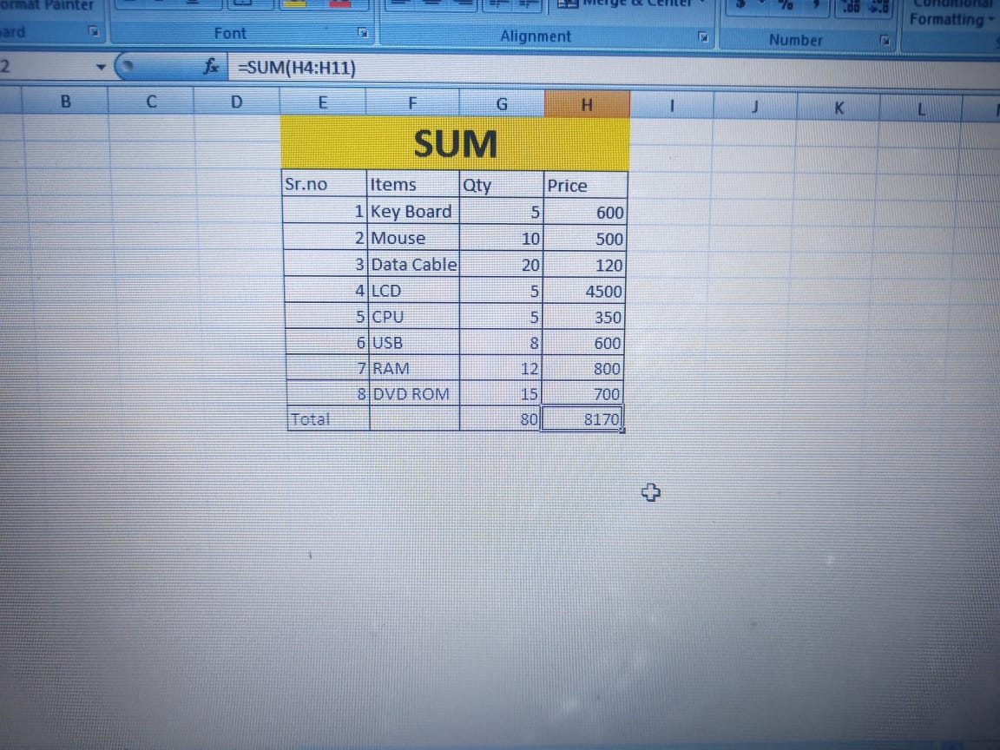 ormat Painter
Merge & Center
$ % ,
Conditional
Formatting
ard
Font
Alignment
Number
2
fx =SUM(H4:H11)
B C D E F G H I J K L
SUM
Sr.no Items Qty Price
1 Key Board 5 600
2 Mouse 10 500
3 Data Cable 20 120
4 LCD 5 4500
5 CPU 5 350
6 USB 8 600
7 RAM 12 800
8 DVD ROM 15 700
Total 80 8170